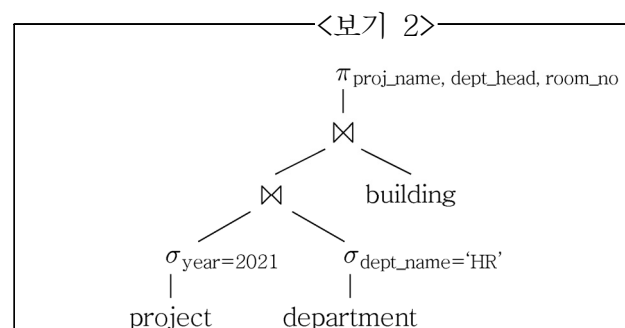 <보기 2>
π proj_name, dept_head, room_no
⋈
⋈ building
σ year=2021 σ dept_name=‘HR’
project department